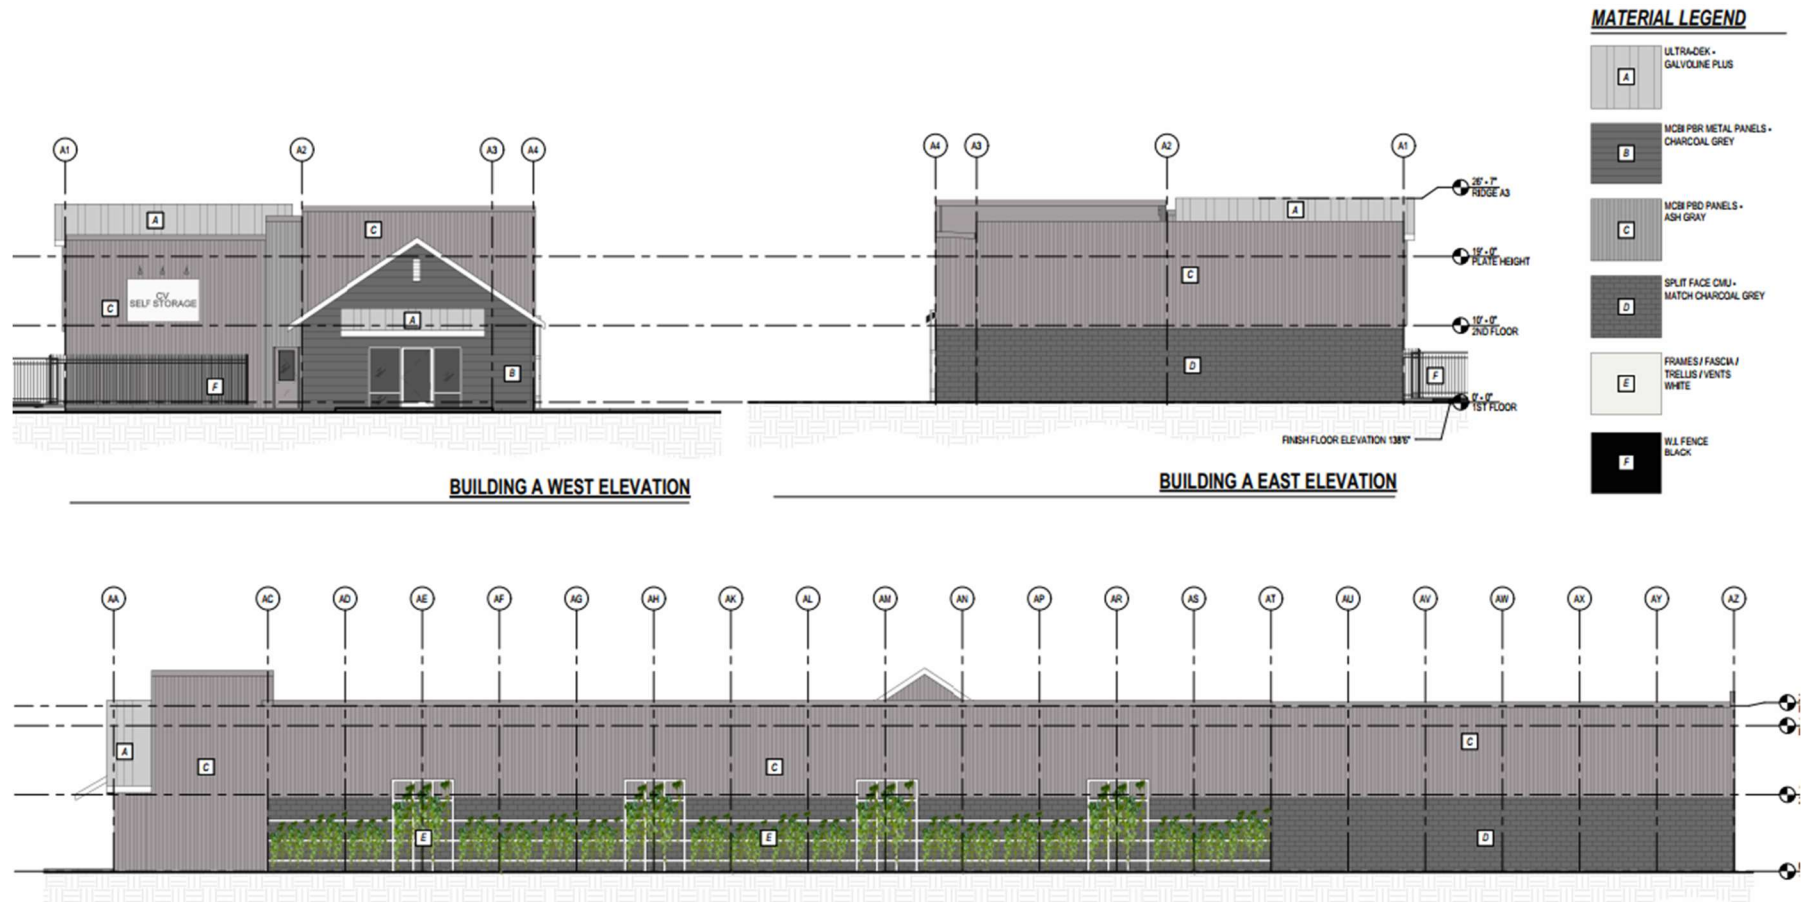 MATERIAL LEGEND
A
ULTRA-DEK -
GALVOLINE PLUS
B
MCBI PBR METAL PANELS -
CHARCOAL GREY
C
MCBI PBD PANELS -
ASH GRAY
D
SPLIT FACE CMU -
MATCH CHARCOAL GREY
E
FRAMES / FASCIA /
TRELLIS / VENTS
WHITE
F
W.I. FENCE
BLACK
A1 A2 A3 A4
A
C
C
CV
SELF STORAGE
A
F
B
BUILDING A WEST ELEVATION
A4 A3 A2 A1
A
26' - 7"
RIDGE A3
19' - 0"
PLATE HEIGHT
C
10' - 0"
2ND FLOOR
D
F
0' - 0"
1ST FLOOR
FINISH FLOOR ELEVATION 138'6"
BUILDING A EAST ELEVATION
AA AC AD AE AF AG AH AK AL AM AN AP AR AS AT AU AV AW AX AY AZ
A
C
C
C
E
E
D